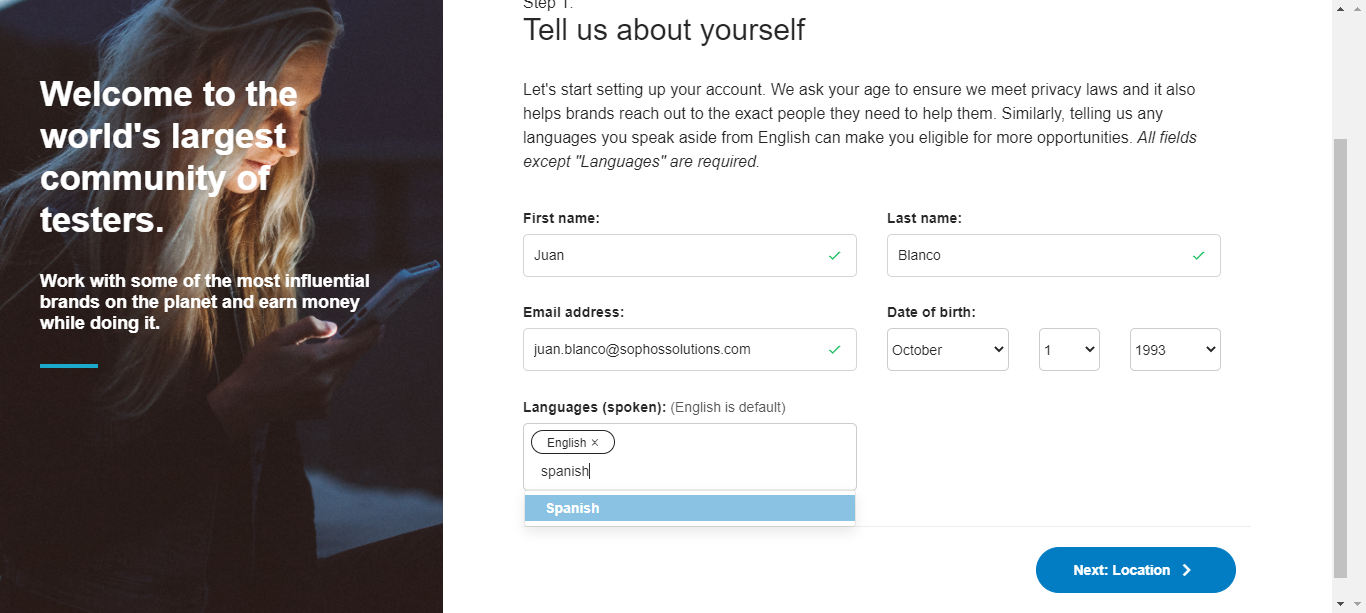 Welcome to the
world's largest
community of
testers.
Work with some of the most influential
brands on the planet and earn money
while doing it.
Step 1:
Tell us about yourself
Let's start setting up your account. We ask your age to ensure we meet privacy laws and it also
helps brands reach out to the exact people they need to help them. Similarly, telling us any
languages you speak aside from English can make you eligible for more opportunities. All fields
except "Languages" are required.
First name:
Last name:
Juan
Blanco
Email address:
Date of birth:
juan.blanco@sophossolutions.com
October
1
1993
Languages (spoken): (English is default)
English ×
spanish
Spanish
Next: Location